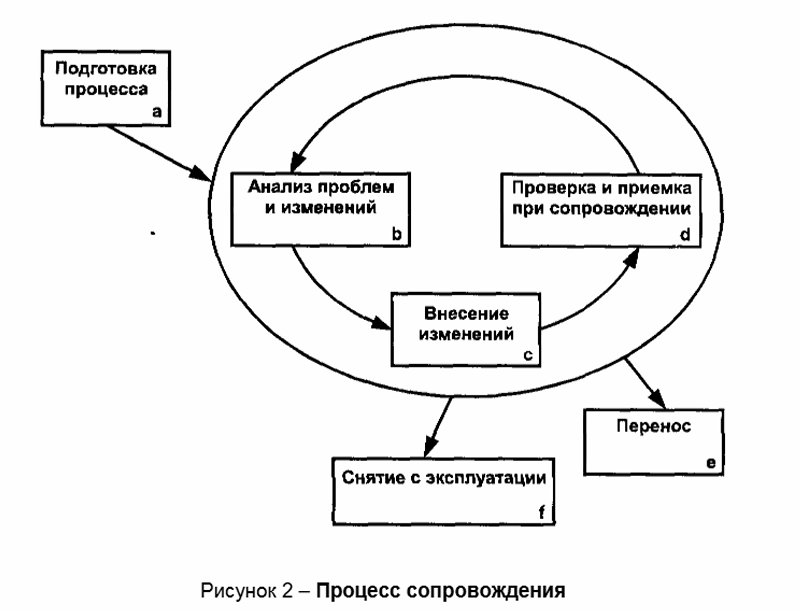 Подготовка
процесса
a
Анализ проблем
и изменений
b
Проверка и приемка
при сопровождении
d
Внесение
изменений
c
Перенос
e
Снятие с эксплуатации
f
Рисунок 2 – Процесс сопровождения